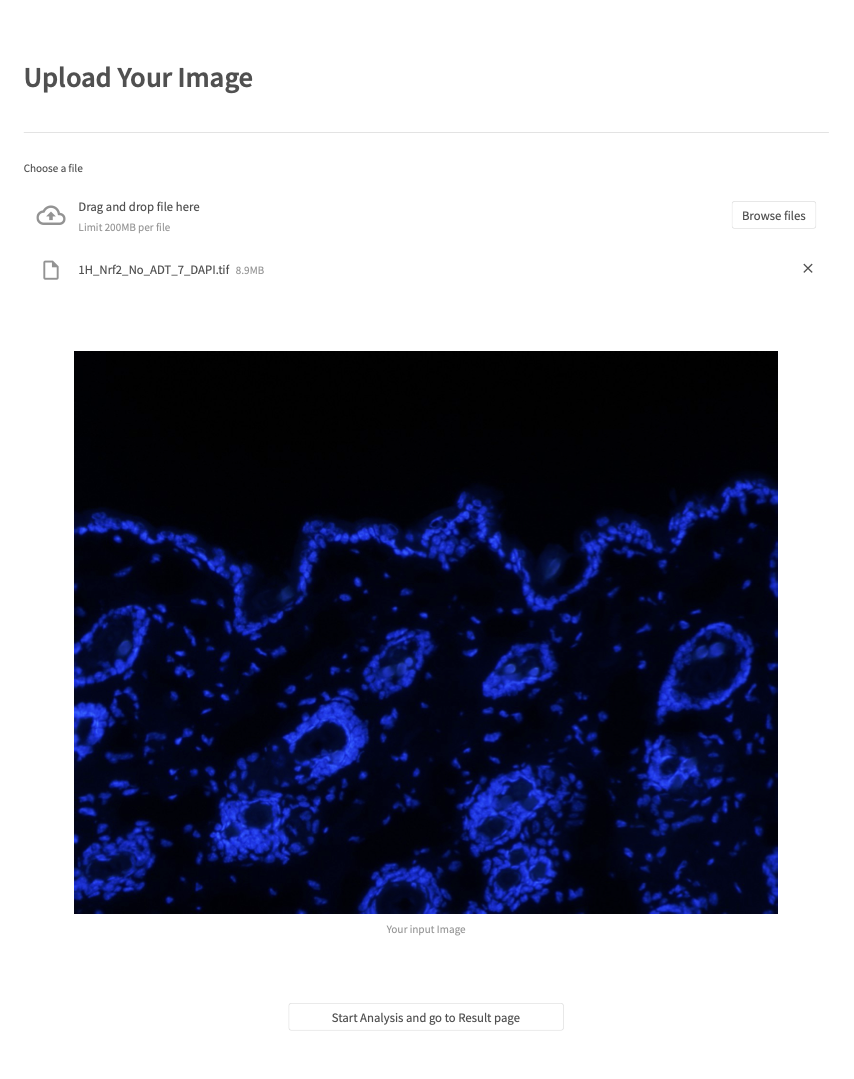 Upload Your Image
Choose a file
Drag and drop file here
Limit 200MB per file
Browse files
1H_Nrf2_No_ADT_7_DAPI.tif 8.9MB
Your input Image
Start Analysis and go to Result page